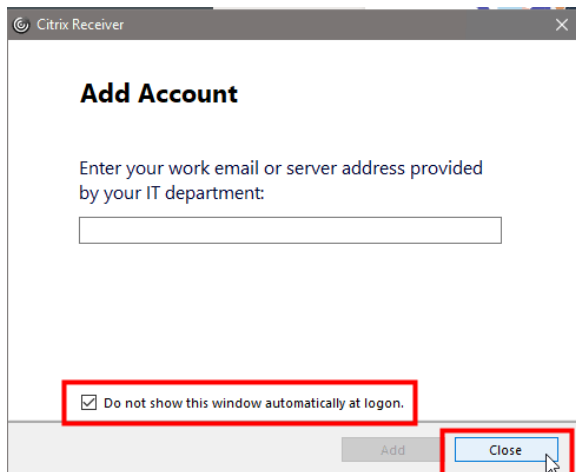 Citrix Receiver
Add Account
Enter your work email or server address provided
by your IT department:
Do not show this window automatically at logon.
Add
Close